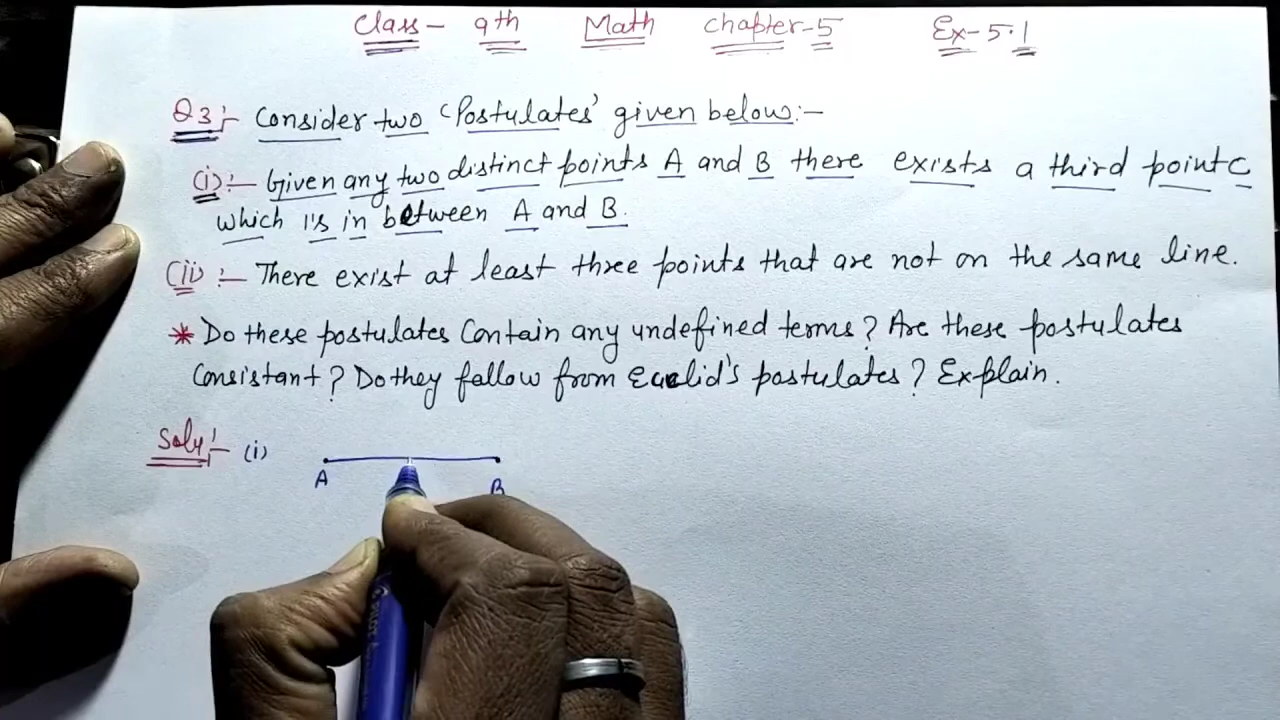 Class- 9th Math chapter-5 Ex-5.1
Q3:- Consider two 'Postulates' given below:-
(i):- Given any two distinct points A and B there exists a third point C
which is in between A and B.
(ii):- There exist at least three points that are not on the same line.
* Do these postulates Contain any undefined terms? Are these postulates
Consistant? Do they fallow from Euclid's postulates? Explain.
Soly:- (i)
A B